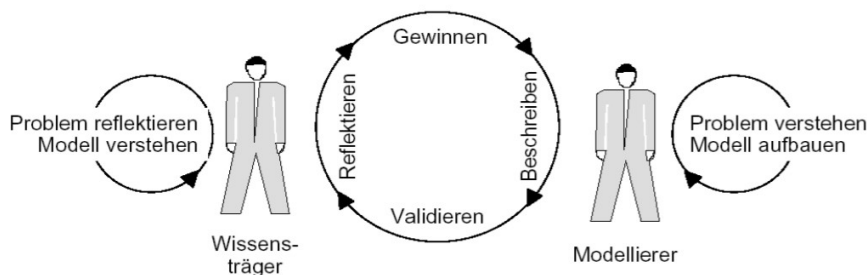 Gewinnen
Problem reflektieren
Modell verstehen
Reflektieren
Beschreiben
Problem verstehen
Modell aufbauen
Validieren
Wissens-
träger
Modellierer